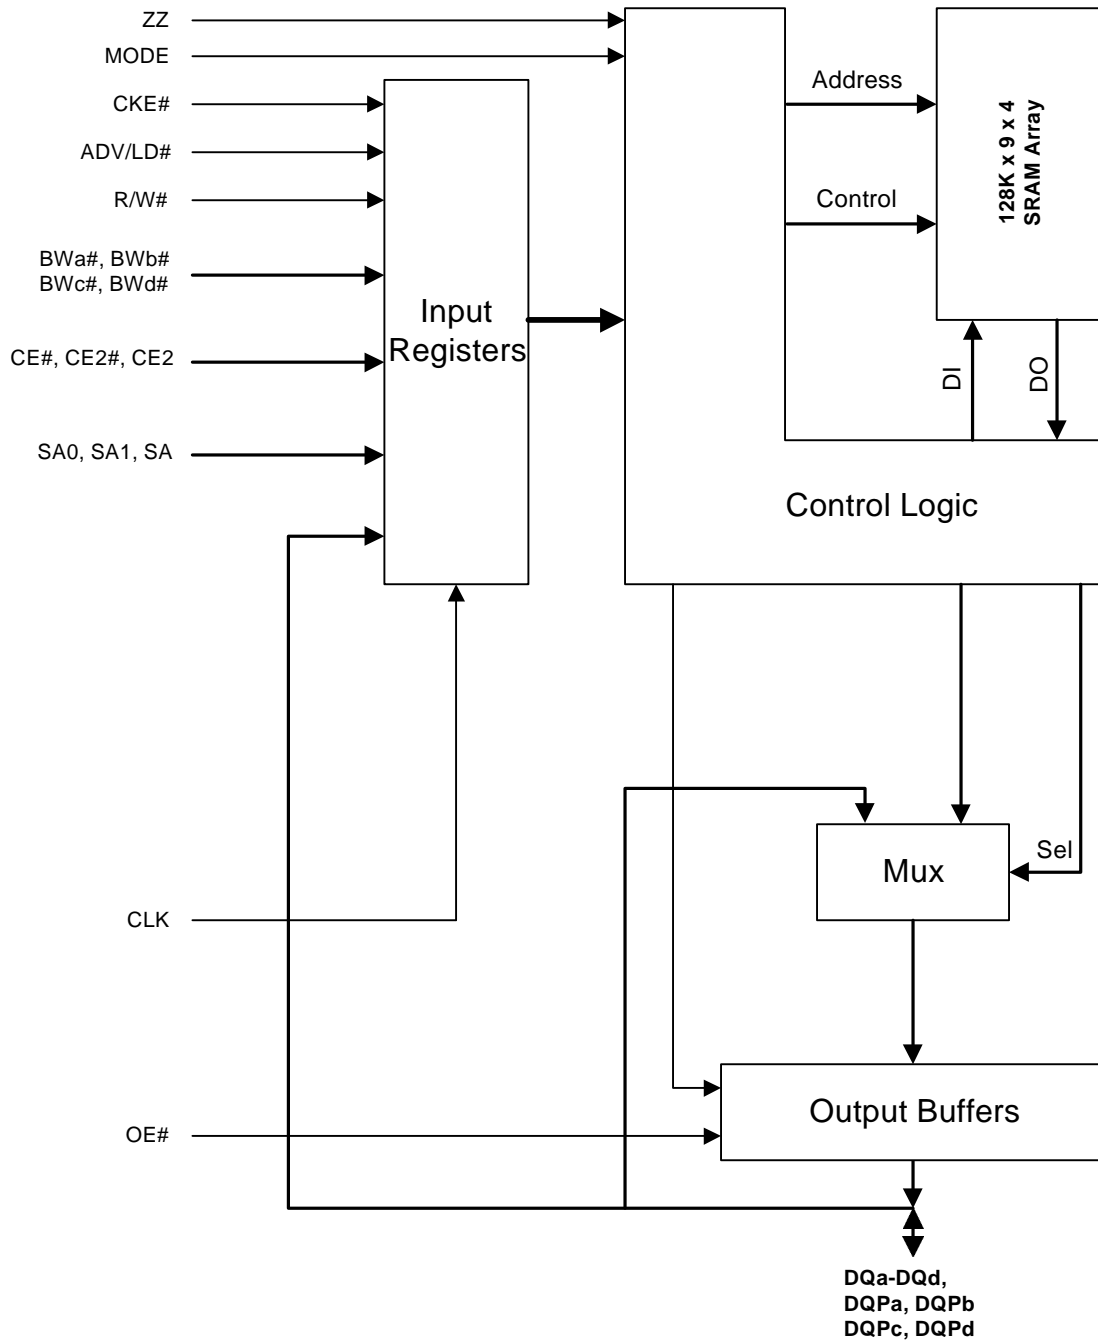 ZZ
MODE
CKE#
ADV/LD#
R/W#
BWa#, BWb#
BWc#, BWd#
CE#, CE2#, CE2
SA0, SA1, SA
CLK
OE#
Input
Registers
Address
Control
128K x 9 x 4
SRAM Array
DI
DO
Control Logic
Mux
Sel
Output Buffers
DQa-DQd,
DQPa, DQPb
DQPc, DQPd